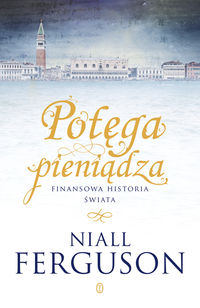 Potęga
pieniądza
FINANSOWA HISTORIA
ŚWIATA
NIALL
FERGUSON